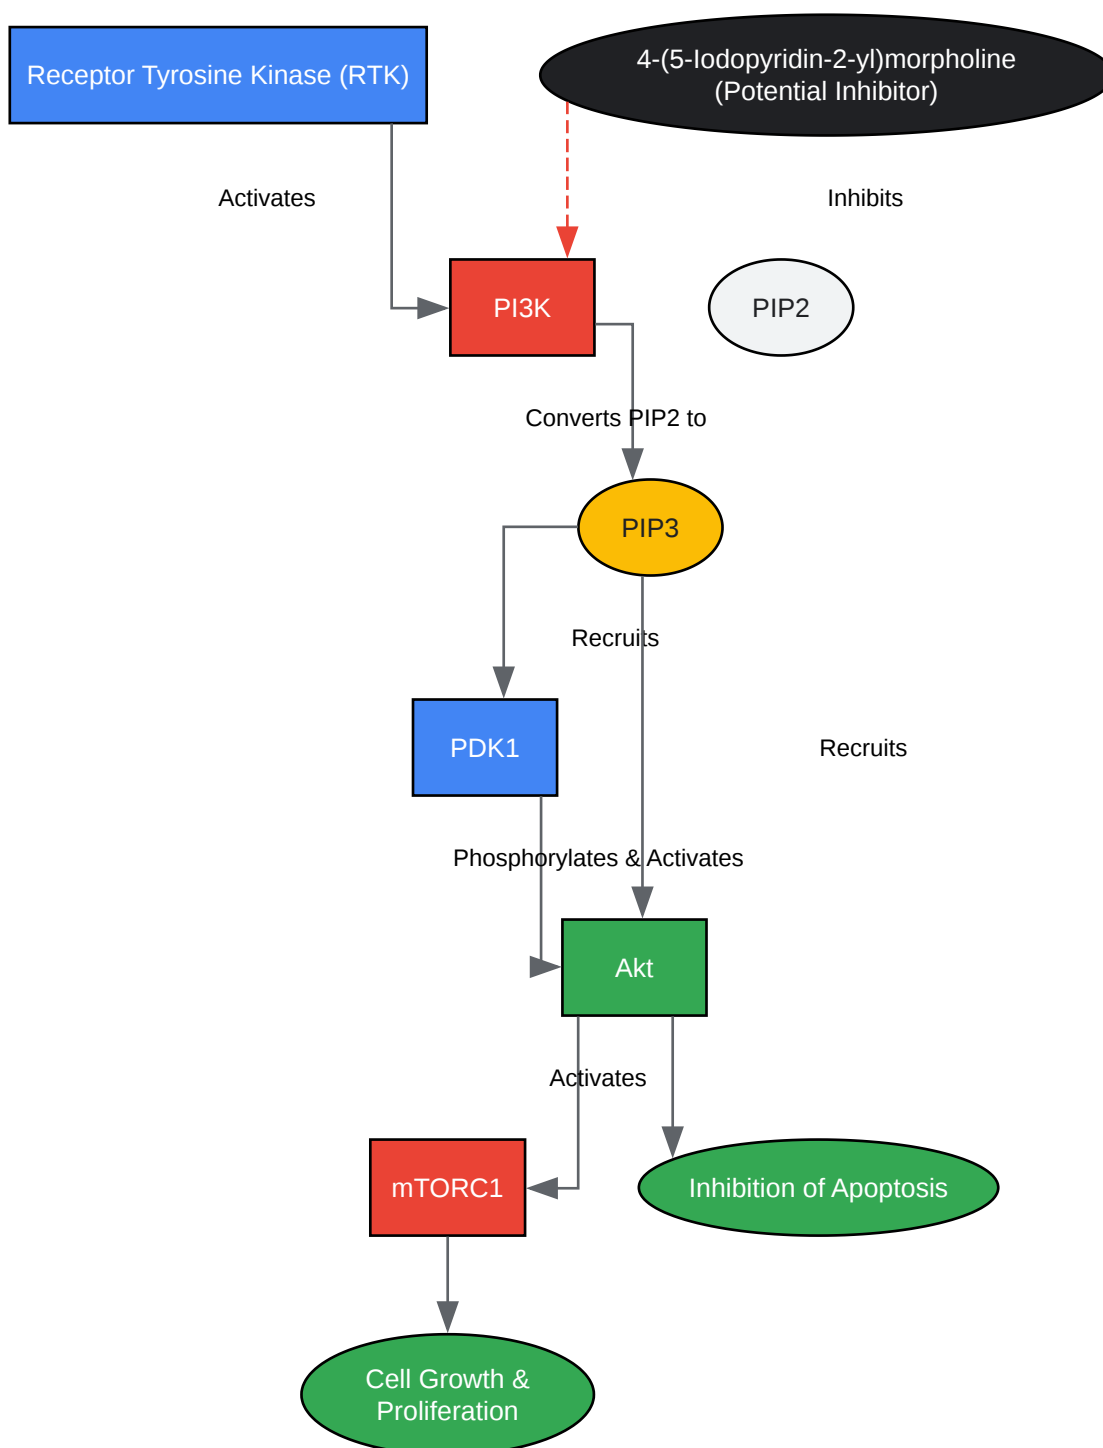 Receptor Tyrosine Kinase (RTK)
4-(5-Iodopyridin-2-yl)morpholine
(Potential Inhibitor)
Activates
Inhibits
PI3K
PIP2
Converts PIP2 to
PIP3
Recruits
PDK1
Recruits
Phosphorylates & Activates
Akt
Activates
mTORC1
Inhibition of Apoptosis
Cell Growth &
Proliferation